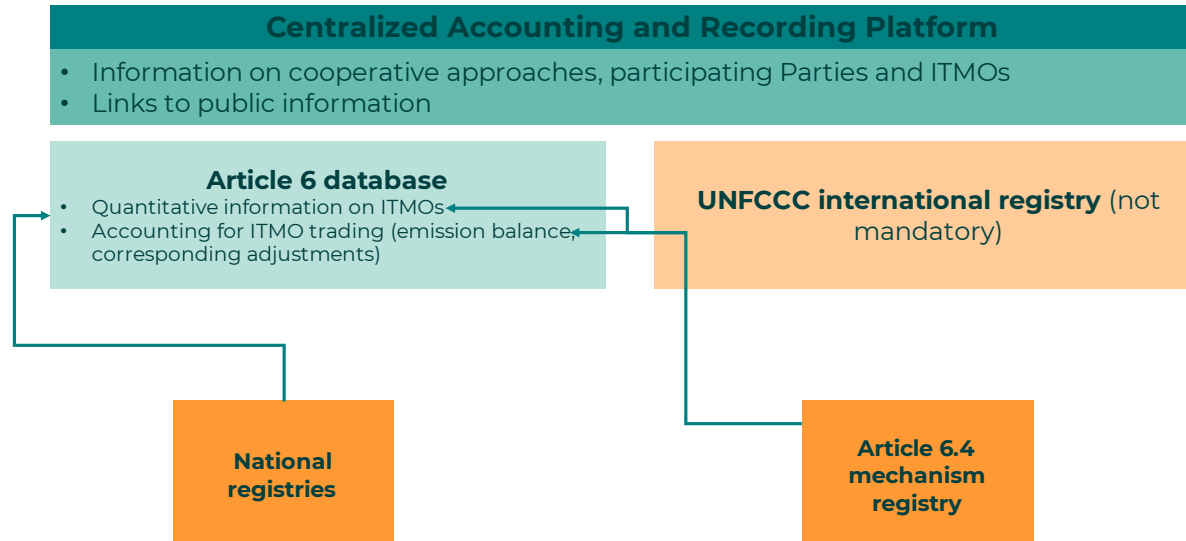 Centralized Accounting and Recording Platform
• Information on cooperative approaches, participating Parties and ITMOs
• Links to public information
Article 6 database
• Quantitative information on ITMOs
• Accounting for ITMO trading (emission balance,
corresponding adjustments)
UNFCCC international registry (not
mandatory)
National
registries
Article 6.4
mechanism
registry